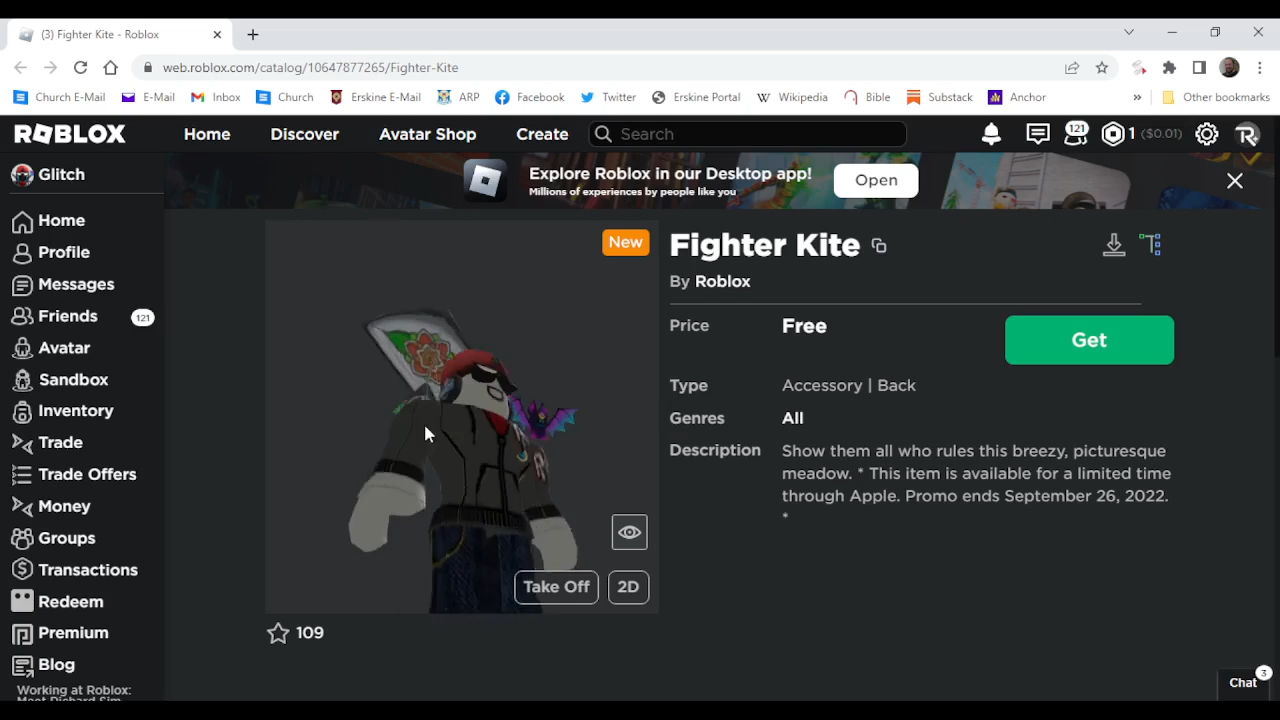 (3) Fighter Kite - Roblox
web.roblox.com/catalog/10647877265/Fighter-Kite
Church E-Mail E-Mail Inbox Church Erskine E-Mail ARP Facebook Twitter Erskine Portal Wikipedia Bible Substack Anchor » Other bookmarks
ROBLOX Home Discover Avatar Shop Create Search 121 1 ($0.01)
Glitch
Explore Roblox in our Desktop app!
Millions of experiences by people like you
Open
Home
Profile
Messages
Friends 121
Avatar
Sandbox
Inventory
Trade
Trade Offers
Money
Groups
Transactions
Redeem
Premium
Blog
Working at Roblox:
New
Take Off 2D
109
Fighter Kite
By Roblox
Price Free Get
Type Accessory | Back
Genres All
Description Show them all who rules this breezy, picturesque
meadow. * This item is available for a limited time
through Apple. Promo ends September 26, 2022.
*
Chat 3